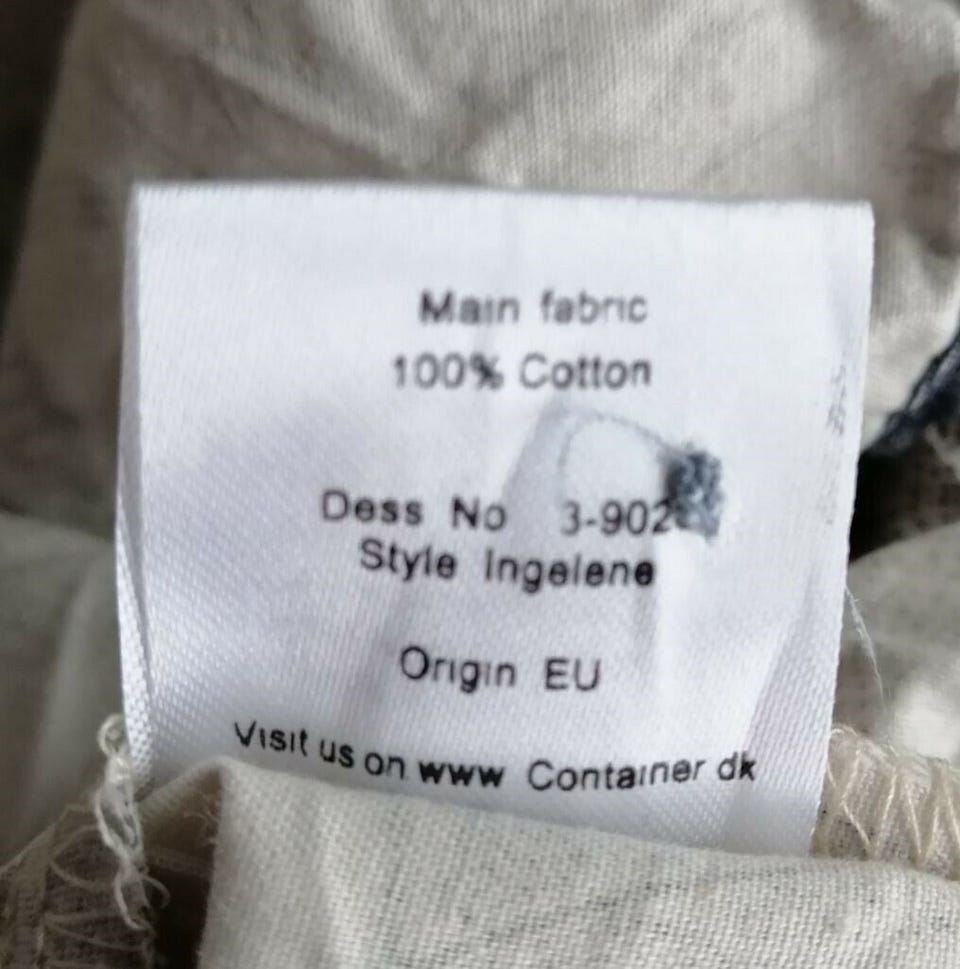 Main fabric
100% Cotton
Dess No 3-902
Style Ingelene
Origin EU
Visit us on www Container dk